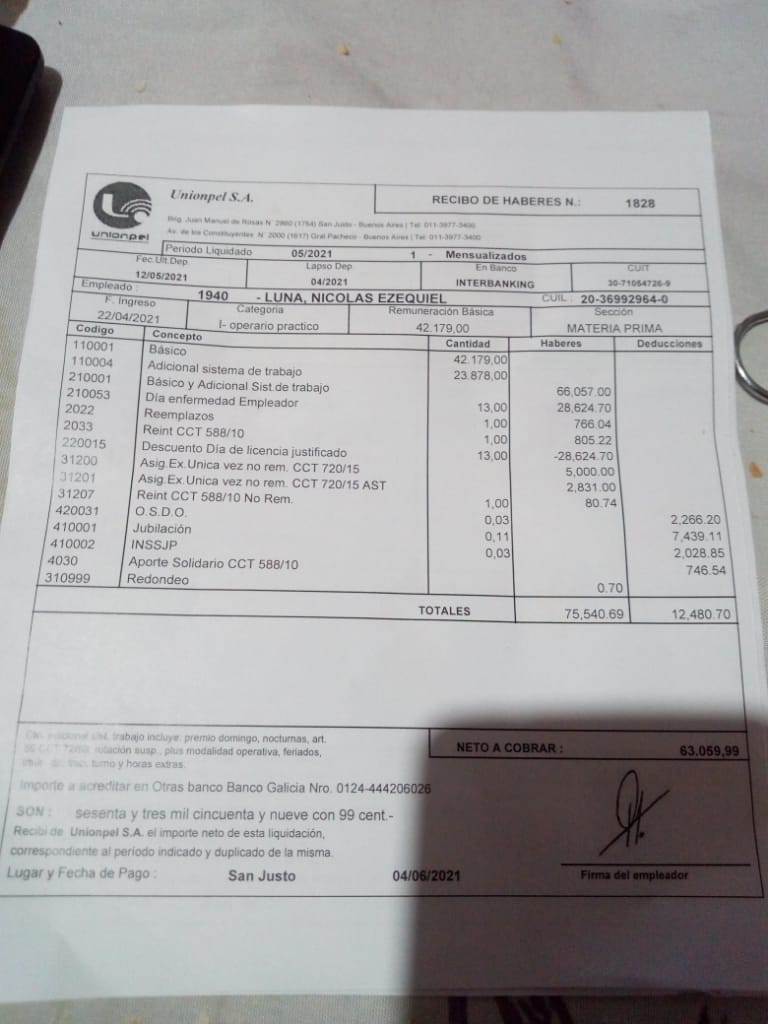 Unionpel S.A.
RECIBO DE HABERES N.: 1828
unionpel
Brig. Juan Manuel de Rosas N° 2860 (1754) San Justo - Buenos Aires | Tel: 011-3977-3400
Av. de los Constituyentes N° 2000 (1617) Gral Pacheco - Buenos Aires | Tel: 011-3977-3400
Periodo Liquidado 05/2021 1 - Mensualizados
Fec.Ult.Dep. Lapso Dep. En Banco CUIT
12/05/2021 04/2021 INTERBANKING 30-71054726-9
Empleado : 1940 - LUNA, NICOLAS EZEQUIEL CUIL : 20-36992964-0
F. Ingreso Categoria Remuneración Básica Sección
22/04/2021 I- operario practico 42.179,00 MATERIA PRIMA
Codigo Concepto Cantidad Haberes Deducciones
110001 Básico 42.179,00
110004 Adicional sistema de trabajo 23.878,00
210001 Básico y Adicional Sist.de trabajo 66,057.00
210053 Día enfermedad Empleador 13,00 28,624.70
2022 Reemplazos 1,00 766.04
2033 Reint CCT 588/10 1,00 805.22
220015 Descuento Día de licencia justificado 13,00 -28,624.70
31200 Asig.Ex.Unica vez no rem. CCT 720/15 5,000.00
31201 Asig.Ex.Unica vez no rem. CCT 720/15 AST 2,831.00
31207 Reint CCT 588/10 No Rem. 1,00 80.74
420031 O.S.D.O. 0,03 2,266.20
410001 Jubilación 0,11 7,439.11
410002 INSSJP 0,03 2,028.85
4030 Aporte Solidario CCT 588/10 746.54
310999 Redondeo 0.70
TOTALES 75,540.69 12,480.70
trabajo incluye: premio domingo, nocturnas, art.
rotación susp., plus modalidad operativa, feriados,
turno y horas extras.
NETO A COBRAR : 63.059,99
Importe a acreditar en Otras banco Banco Galicia Nro. 0124-444206026
SON : sesenta y tres mil cincuenta y nueve con 99 cent.-
Recibi de Unionpel S.A. el importe neto de esta liquidación,
correspondiente al período indicado y duplicado de la misma.
Lugar y Fecha de Pago : San Justo 04/06/2021
Firma del empleador